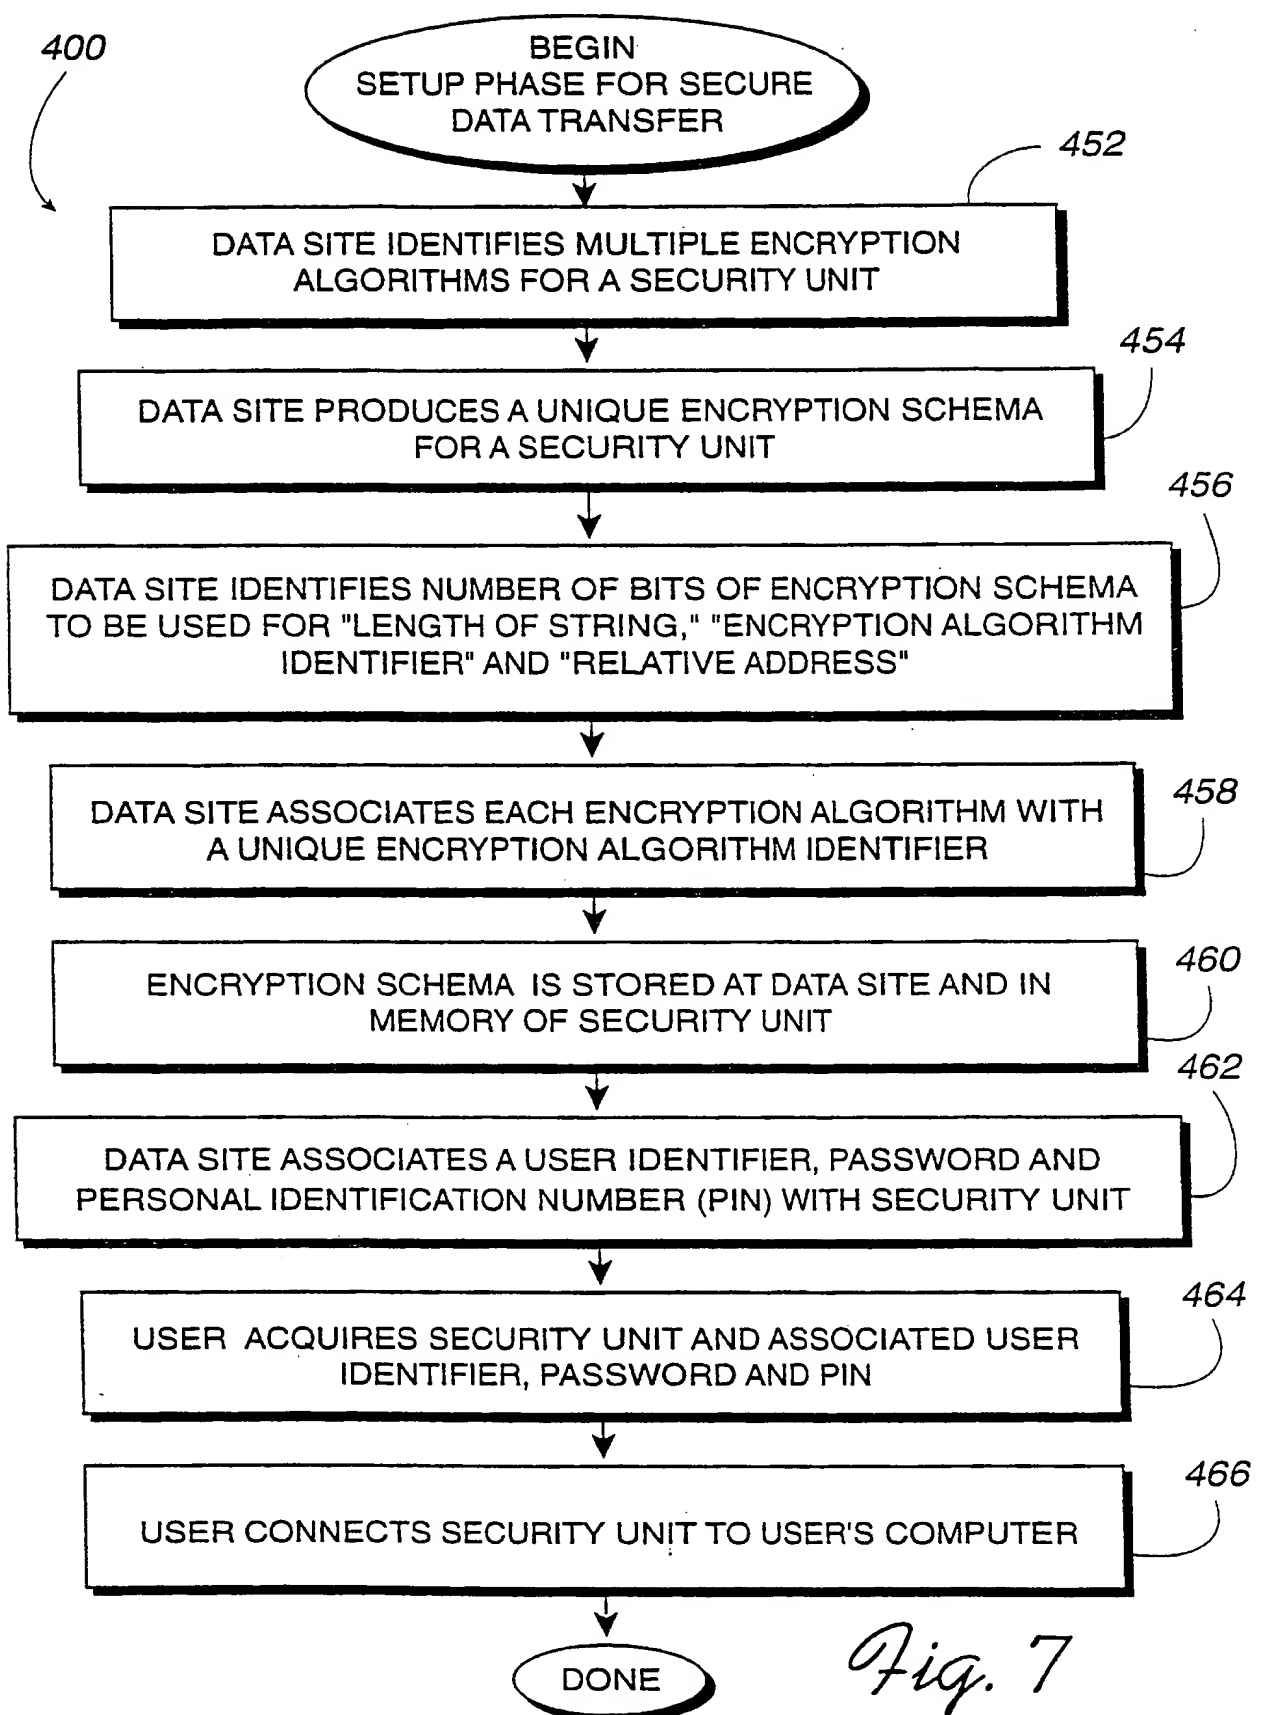 400
BEGIN
SETUP PHASE FOR SECURE
DATA TRANSFER
452
DATA SITE IDENTIFIES MULTIPLE ENCRYPTION
ALGORITHMS FOR A SECURITY UNIT
454
DATA SITE PRODUCES A UNIQUE ENCRYPTION SCHEMA
FOR A SECURITY UNIT
456
DATA SITE IDENTIFIES NUMBER OF BITS OF ENCRYPTION SCHEMA
TO BE USED FOR "LENGTH OF STRING," "ENCRYPTION ALGORITHM
IDENTIFIER" AND "RELATIVE ADDRESS"
458
DATA SITE ASSOCIATES EACH ENCRYPTION ALGORITHM WITH
A UNIQUE ENCRYPTION ALGORITHM IDENTIFIER
460
ENCRYPTION SCHEMA IS STORED AT DATA SITE AND IN
MEMORY OF SECURITY UNIT
462
DATA SITE ASSOCIATES A USER IDENTIFIER, PASSWORD AND
PERSONAL IDENTIFICATION NUMBER (PIN) WITH SECURITY UNIT
464
USER ACQUIRES SECURITY UNIT AND ASSOCIATED USER
IDENTIFIER, PASSWORD AND PIN
466
USER CONNECTS SECURITY UNIT TO USER'S COMPUTER
DONE
Fig. 7